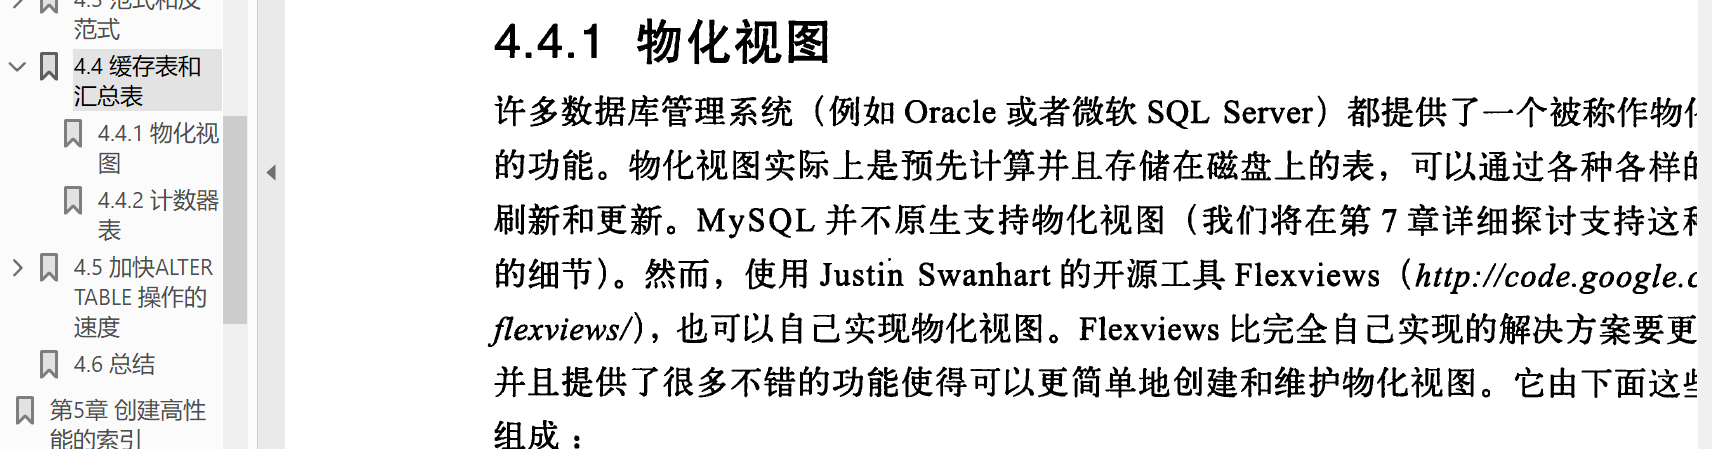 4.3 范式和反
范式
4.4 缓存表和
汇总表
4.4.1 物化视
图
4.4.2 计数器
表
4.5 加快ALTER
TABLE 操作的
速度
4.6 总结
第5章 创建高性
能的索引
4.4.1 物化视图
许多数据库管理系统（例如 Oracle 或者微软 SQL Server）都提供了一个被称作物化
的功能。物化视图实际上是预先计算并且存储在磁盘上的表，可以通过各种各样的
刷新和更新。MySQL 并不原生支持物化视图（我们将在第 7 章详细探讨支持这种
的细节）。然而，使用 Justin Swanhart 的开源工具 Flexviews（http://code.google.c
flexviews/），也可以自己实现物化视图。Flexviews 比完全自己实现的解决方案要更
并且提供了很多不错的功能使得可以更简单地创建和维护物化视图。它由下面这些
组成：